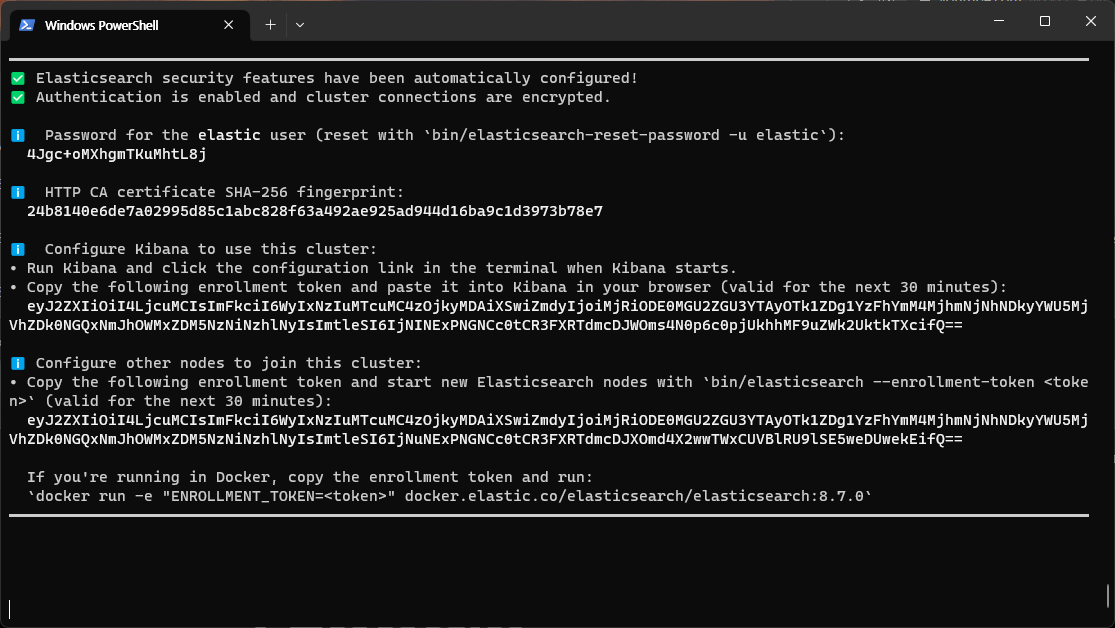 Windows PowerShell
Elasticsearch security features have been automatically configured!
Authentication is enabled and cluster connections are encrypted.
Password for the elastic user (reset with `bin/elasticsearch-reset-password -u elastic`):
4Jgc+oMXhgmTKuMhtL8j
HTTP CA certificate SHA-256 fingerprint:
24b8140e6de7a02995d85c1abc828f63a492ae925ad944d16ba9c1d3973b78e7
Configure Kibana to use this cluster:
• Run Kibana and click the configuration link in the terminal when Kibana starts.
• Copy the following enrollment token and paste it into Kibana in your browser (valid for the next 30 minutes):
eyJ2ZXIiOiI4LjcuMCIsImFkciI6WyIxNzIuMTcuMC4zOjkyMDAiXSwiZmdyIjoiMjRiODE0MGU2ZGU3YTAyOTk1ZDg1YzFhYmM4MjhmNjNhNDkyYWU5Mj
VhZDk0NGQxNmJhOWMxZDM5NzNiNzhlNyIsImtleSI6IjNINExPNGNCc0tCR3FXRTdmcDJWOms4N0p6c0pjUkhhMF9uZWk2UktkTXcifQ==
Configure other nodes to join this cluster:
• Copy the following enrollment token and start new Elasticsearch nodes with `bin/elasticsearch --enrollment-token <toke
n>` (valid for the next 30 minutes):
eyJ2ZXIiOiI4LjcuMCIsImFkciI6WyIxNzIuMTcuMC4zOjkyMDAiXSwiZmdyIjoiMjRiODE0MGU2ZGU3YTAyOTk1ZDg1YzFhYmM4MjhmNjNhNDkyYWU5Mj
VhZDk0NGQxNmJhOWMxZDM5NzNiNzhlNyIsImtleSI6IjNuNExPNGNCc0tCR3FXRTdmcDJXOmd4X2wwTWxCUVBlRU9lSE5weDUwekEifQ==
If you're running in Docker, copy the enrollment token and run:
`docker run -e "ENROLLMENT_TOKEN=<token>" docker.elastic.co/elasticsearch/elasticsearch:8.7.0`